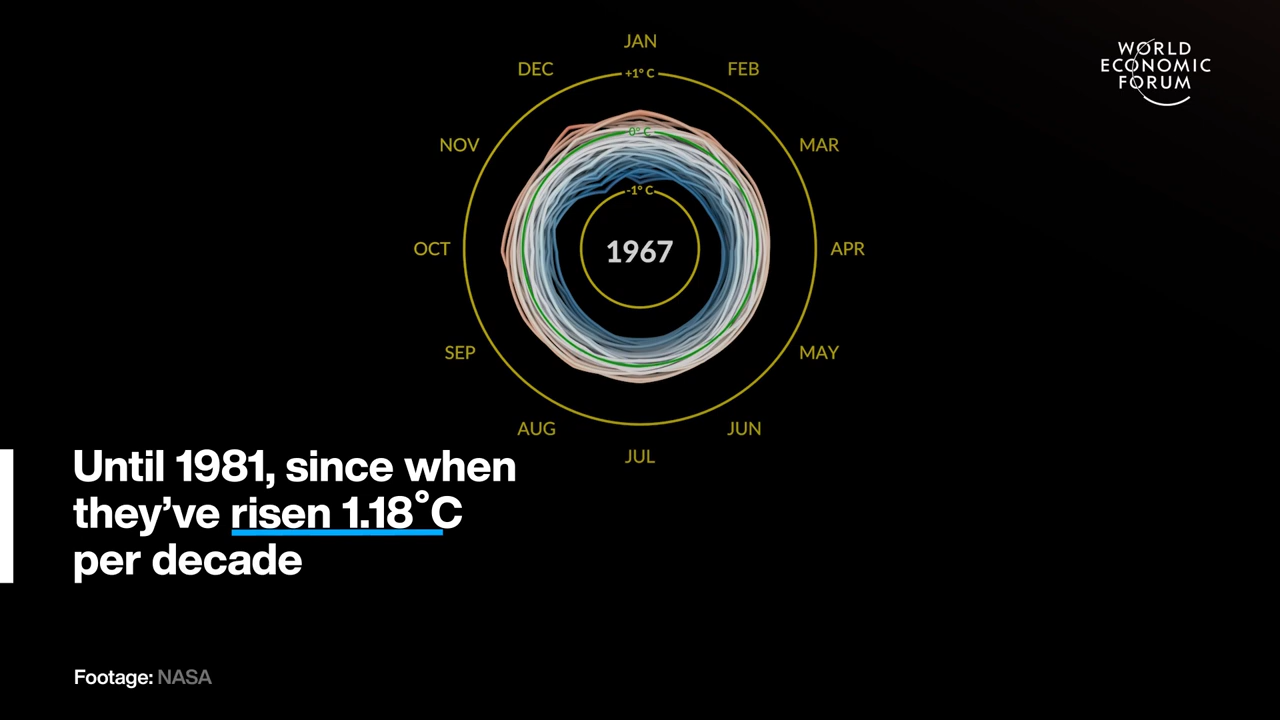 JAN
DEC
FEB
+1° C
WORLD
ECONOMIC
FORUM
NOV
MAR
0° C
-1° C
OCT
1967
APR
SEP
MAY
AUG
JUN
JUL
Until 1981, since when
they've risen 1.18°C
per decade
Footage: NASA